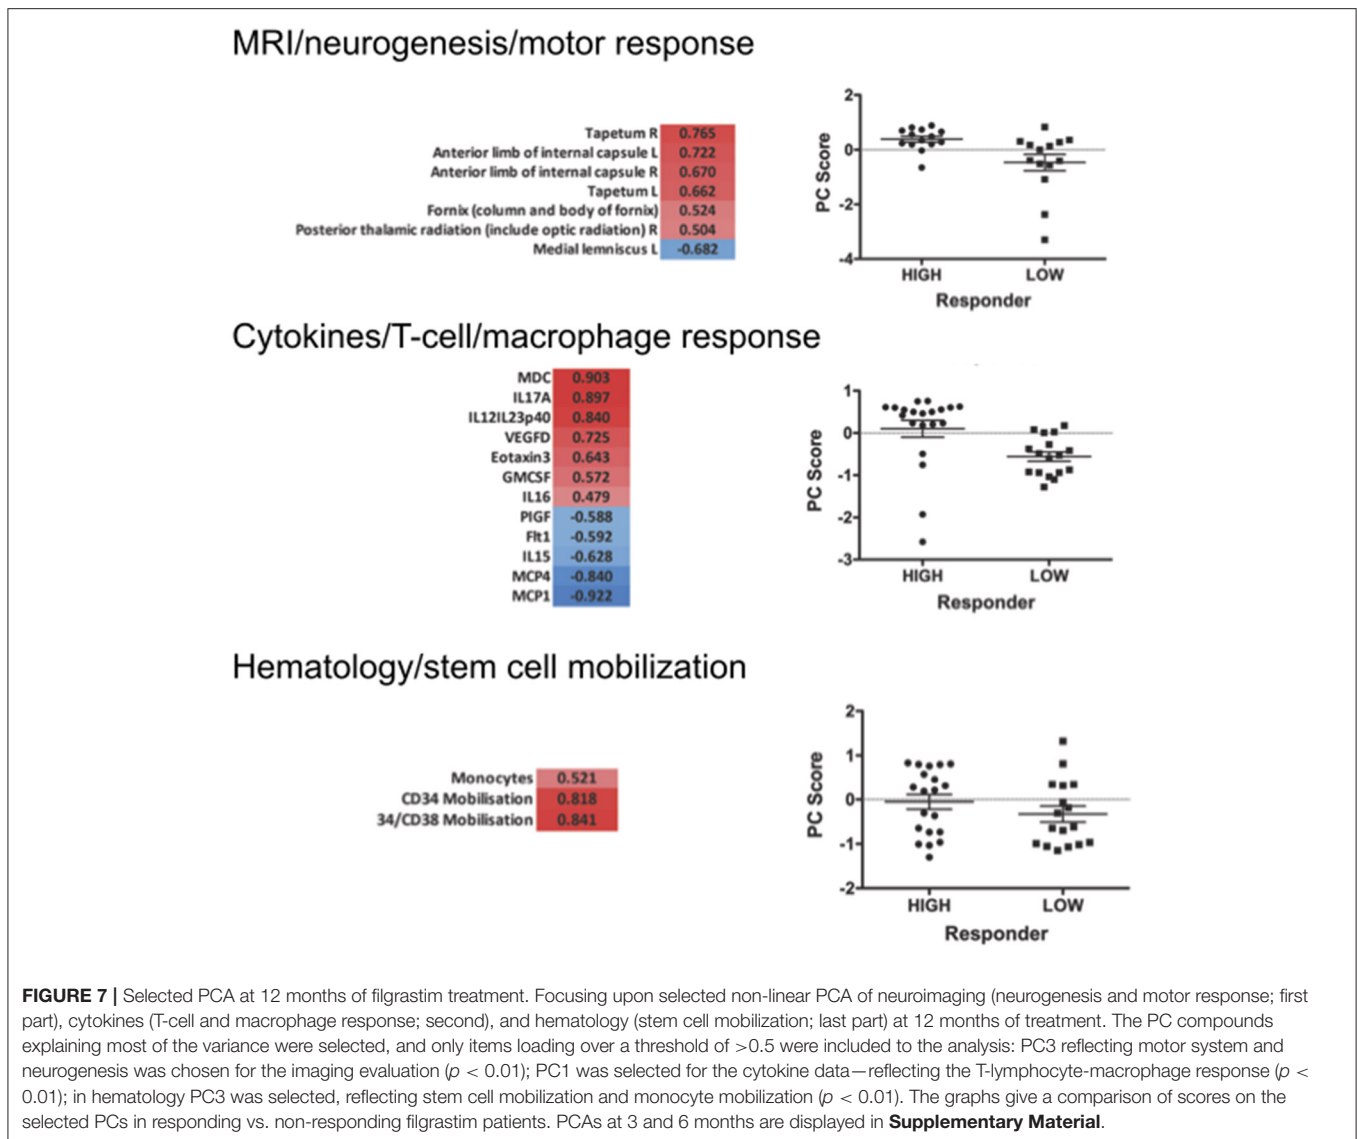 MRI/neurogenesis/motor response
Tapetum R 0.765
Anterior limb of internal capsule L 0.722
Anterior limb of internal capsule R 0.670
Tapetum L 0.662
Fornix (column and body of fornix) 0.524
Posterior thalamic radiation (include optic radiation) R 0.504
Medial lemniscus L -0.682
PC Score
2
0
-2
-4
HIGH LOW
Responder
Cytokines/T-cell/macrophage response
MDC 0.903
IL17A 0.897
IL12IL23p40 0.840
VEGFD 0.725
Eotaxin3 0.643
GMCSF 0.572
IL16 0.479
PIGF -0.588
Flt1 -0.592
IL15 -0.628
MCP4 -0.840
MCP1 -0.922
PC Score
1
0
-1
-2
-3
HIGH LOW
Responder
Hematology/stem cell mobilization
Monocytes 0.521
CD34 Mobilisation 0.818
34/CD38 Mobilisation 0.841
PC Score
2
1
0
-1
-2
HIGH LOW
Responder
FIGURE 7 | Selected PCA at 12 months of filgrastim treatment. Focusing upon selected non-linear PCA of neuroimaging (neurogenesis and motor response; first
part), cytokines (T-cell and macrophage response; second), and hematology (stem cell mobilization; last part) at 12 months of treatment. The PC compounds
explaining most of the variance were selected, and only items loading over a threshold of >0.5 were included to the analysis: PC3 reflecting motor system and
neurogenesis was chosen for the imaging evaluation (p < 0.01); PC1 was selected for the cytokine data—reflecting the T-lymphocyte-macrophage response (p <
0.01); in hematology PC3 was selected, reflecting stem cell mobilization and monocyte mobilization (p < 0.01). The graphs give a comparison of scores on the
selected PCs in responding vs. non-responding filgrastim patients. PCAs at 3 and 6 months are displayed in Supplementary Material.